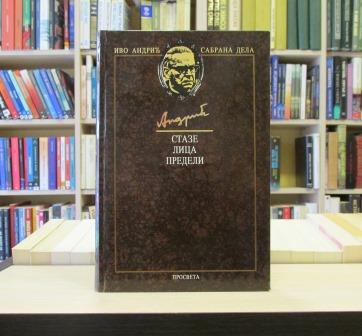 ИВО АНДРИЋ САБРАНА ДЕЛА
Андрић
СТАЗЕ
ЛИЦА
ПРЕДЕЛИ
ПРОСВЕТА